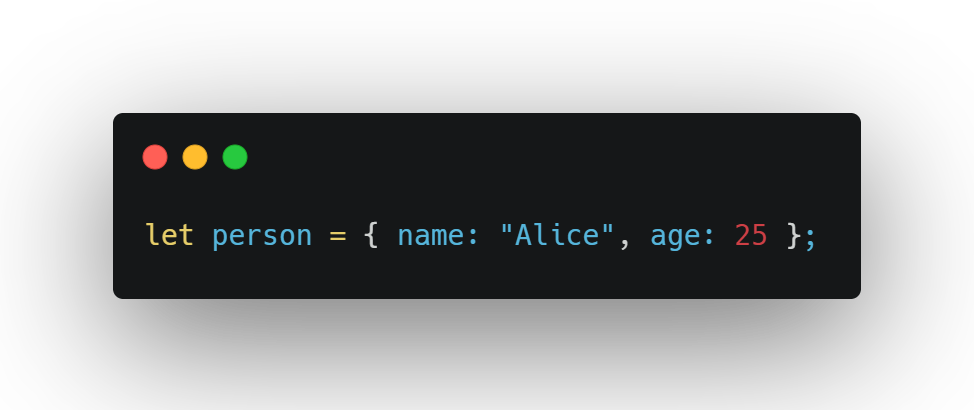 let person = { name: "Alice", age: 25 };